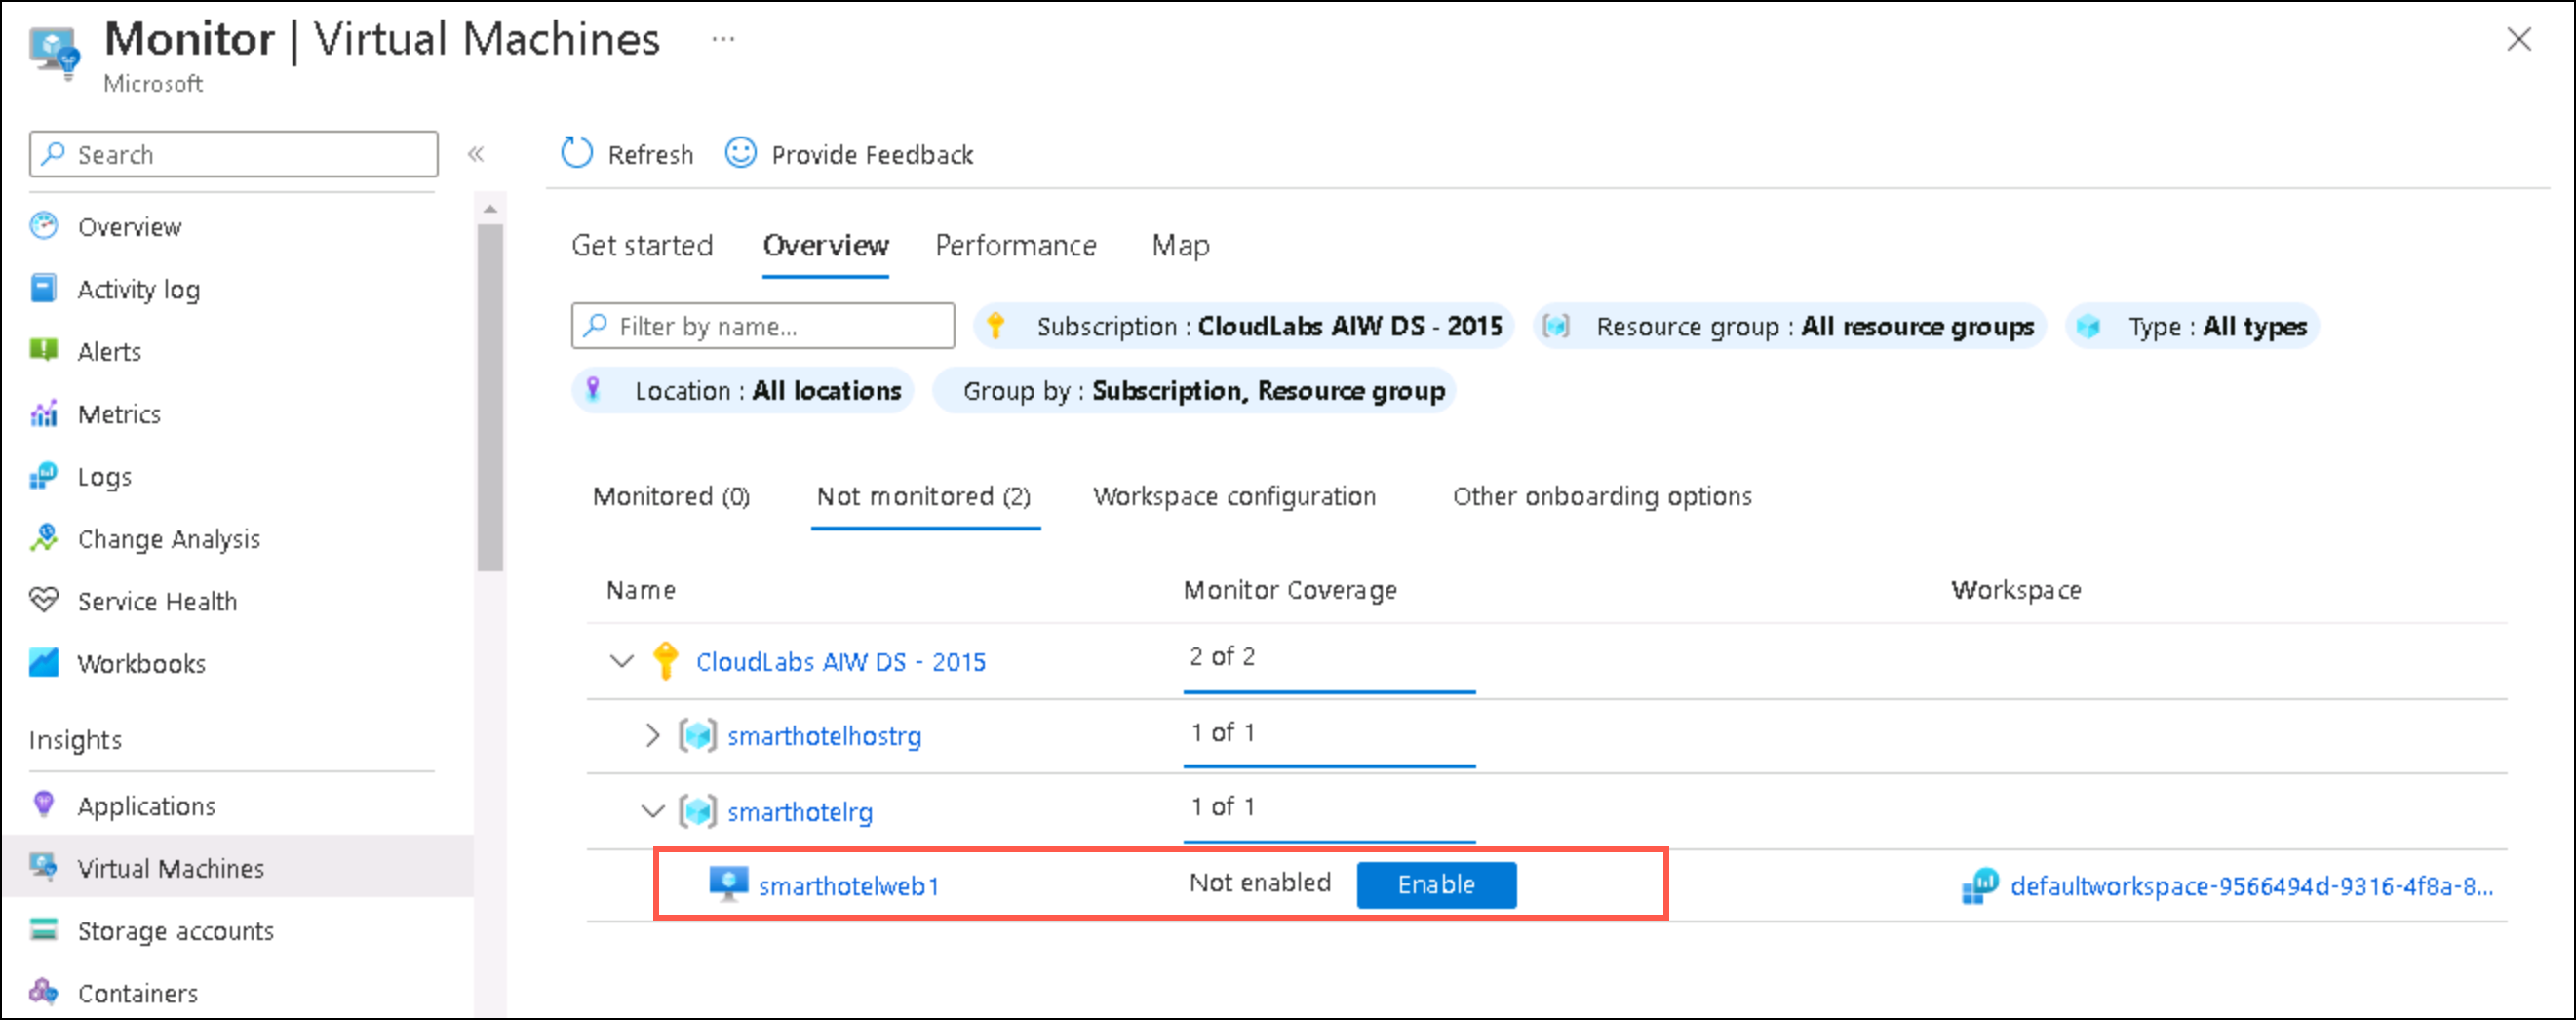 Monitor | Virtual Machines ...
Microsoft
Search
«
Refresh
Provide Feedback
Overview
Activity log
Alerts
Metrics
Logs
Change Analysis
Service Health
Workbooks
Insights
Applications
Virtual Machines
Storage accounts
Containers
Get started Overview Performance Map
Filter by name... Subscription : CloudLabs AIW DS - 2015 Resource group : All resource groups Type : All types
Location : All locations Group by : Subscription, Resource group
Monitored (0) Not monitored (2) Workspace configuration Other onboarding options
Name Monitor Coverage Workspace
CloudLabs AIW DS - 2015 2 of 2
smarthotelhostrg 1 of 1
smarthotelrg 1 of 1
smarthotelweb1 Not enabled Enable defaultworkspace-9566494d-9316-4f8a-8...